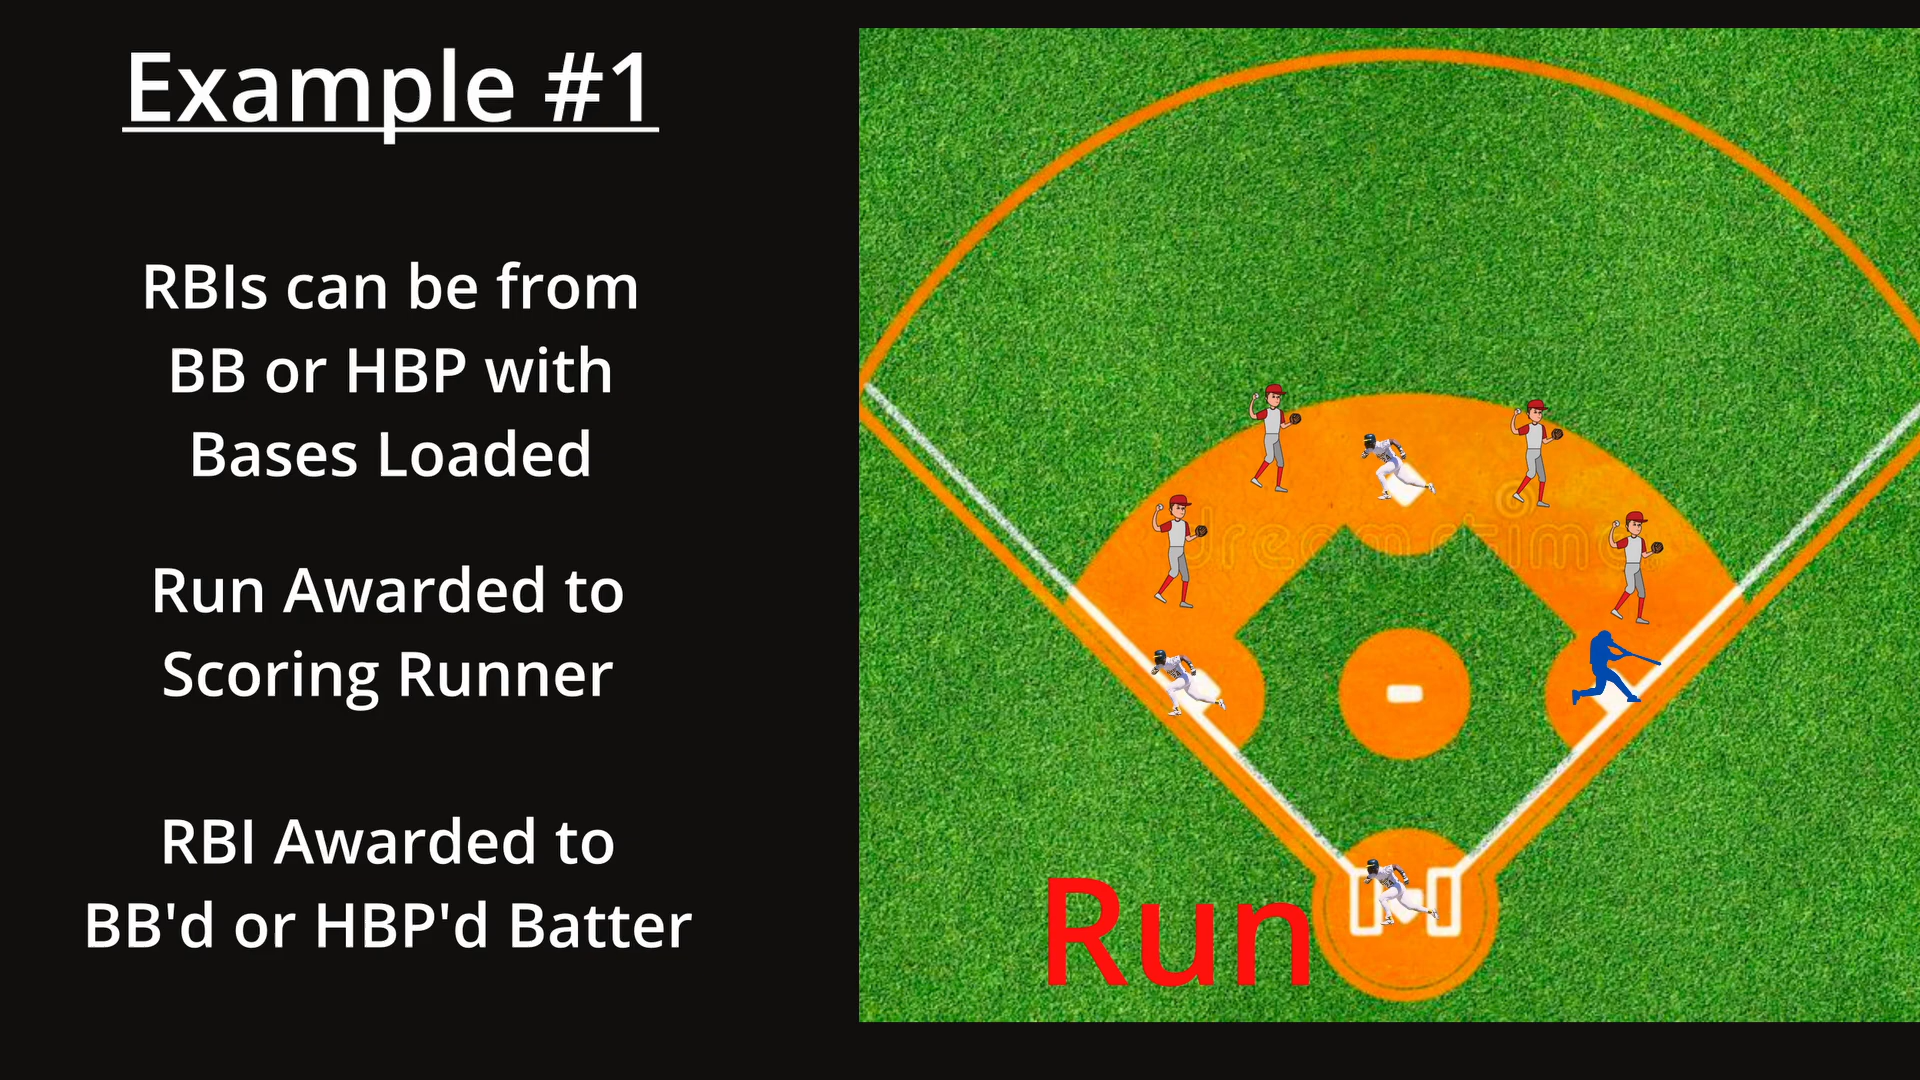 Example #1
RBIs can be from
BB or HBP with
Bases Loaded
Run Awarded to
Scoring Runner
RBI Awarded to
BB'd or HBP'd Batter
dreamstime
Run